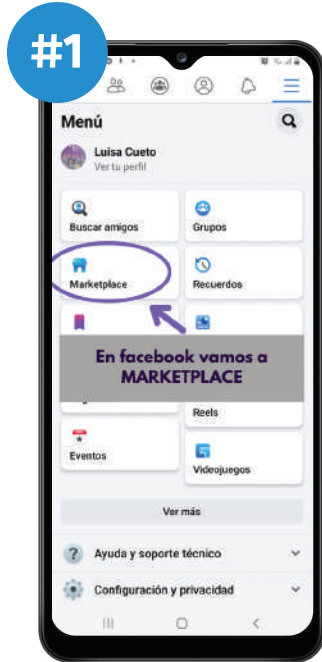 #1
Menú
Luisa Cueto
Ver tu perfil
Buscar amigos
Grupos
Marketplace
Recuerdos
En facebook vamos a
MARKETPLACE
Reels
Eventos
Videojuegos
Ver más
Ayuda y soporte técnico
Configuración y privacidad